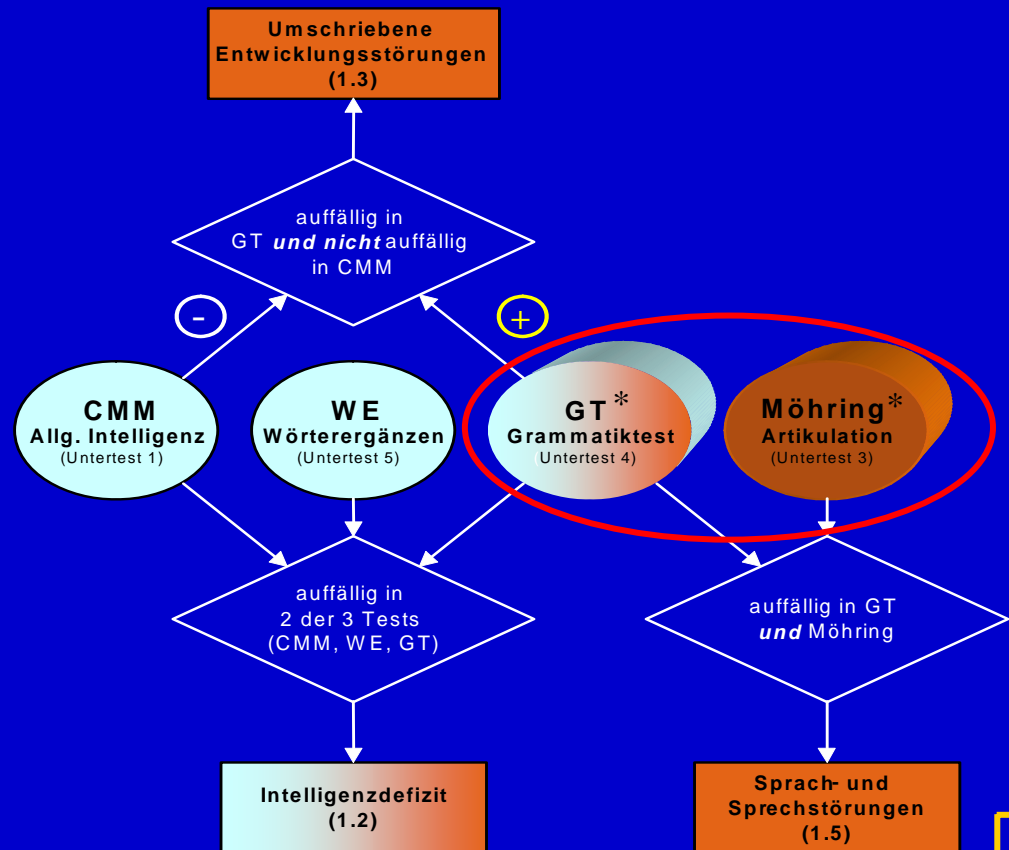 Umschriebene
Entwicklungsstörungen
(1.3)
auffällig in
GT und nicht auffällig
in CMM
-
+
CMM
Allg. Intelligenz
(Untertest 1)
WE
Wörterergänzen
(Untertest 5)
GT*
Grammatiktest
(Untertest 4)
Möhring*
Artikulation
(Untertest 3)
auffällig in
2 der 3 Tests
(CMM, WE, GT)
auffällig in GT
und Möhring
Intelligenzdefizit
(1.2)
Sprach- und
Sprechstörungen
(1.5)